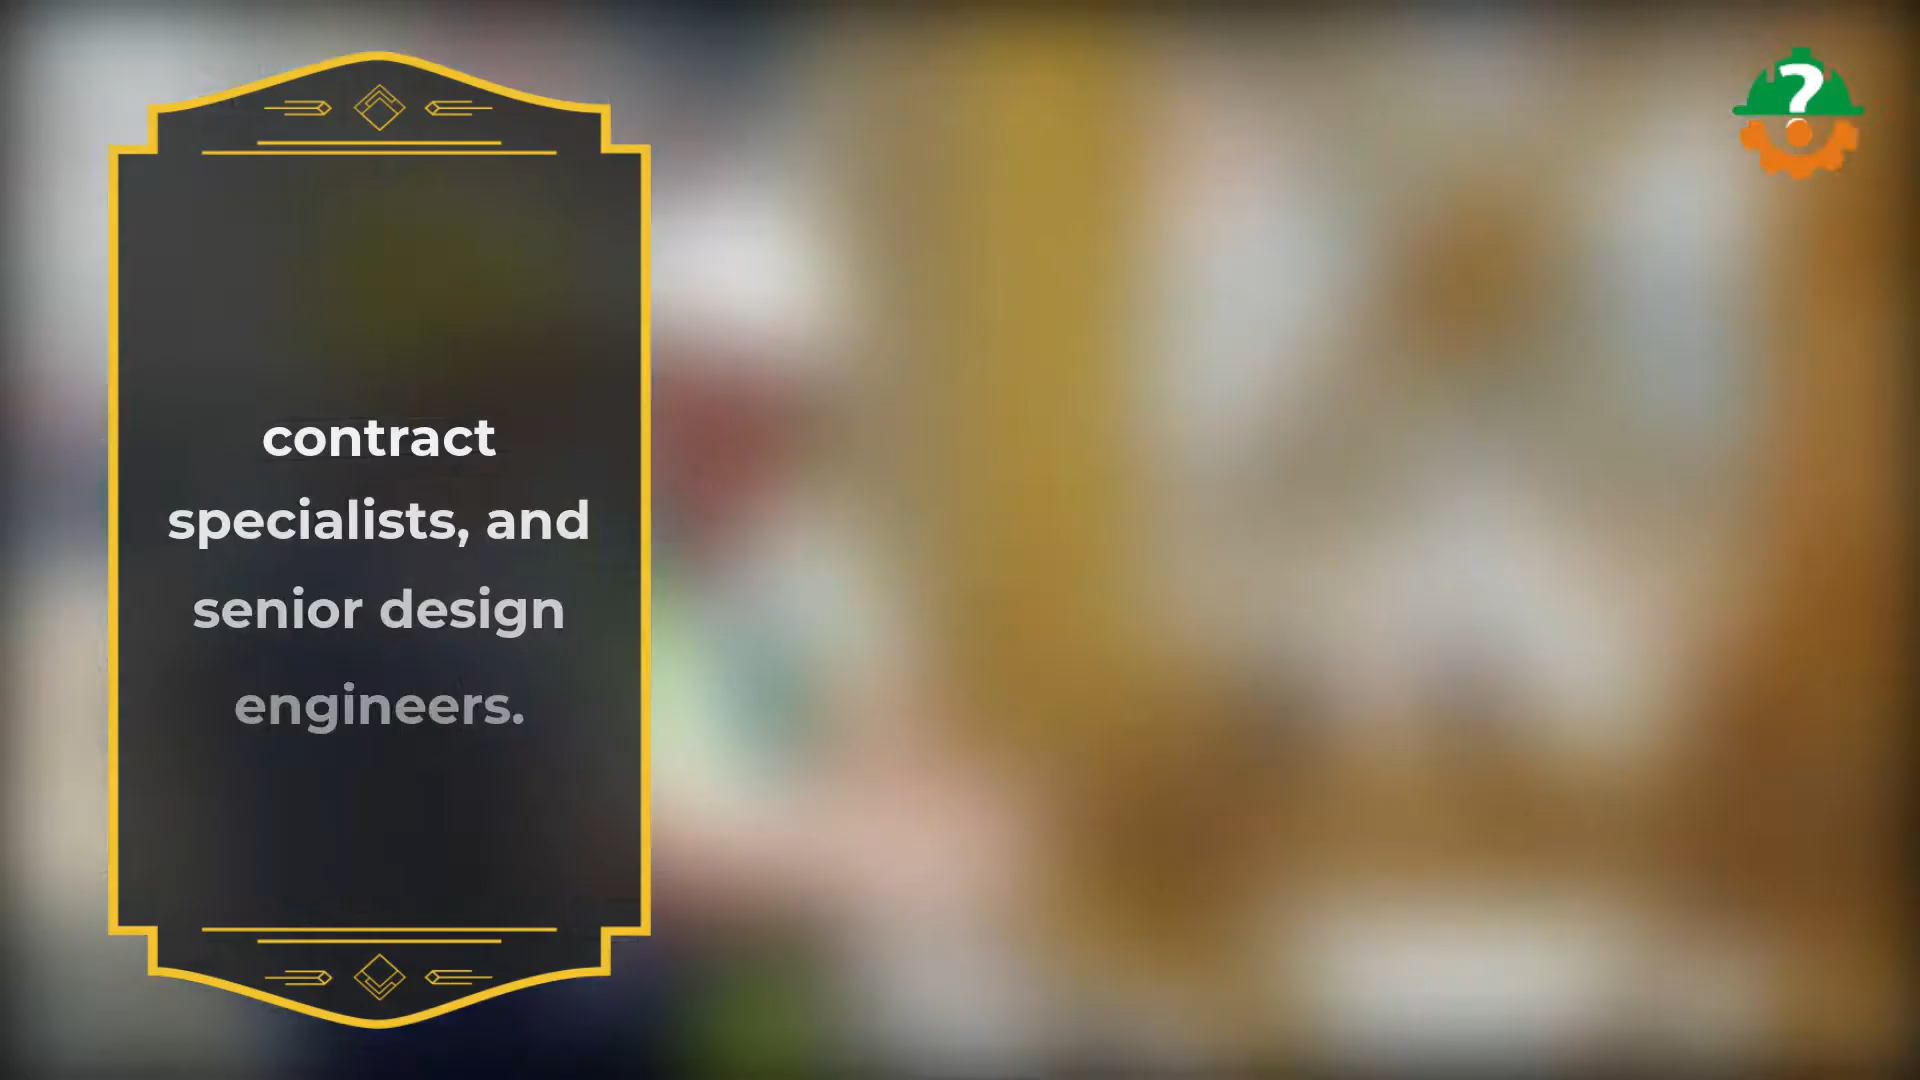 ?
contract
specialists, and
senior design
engineers.